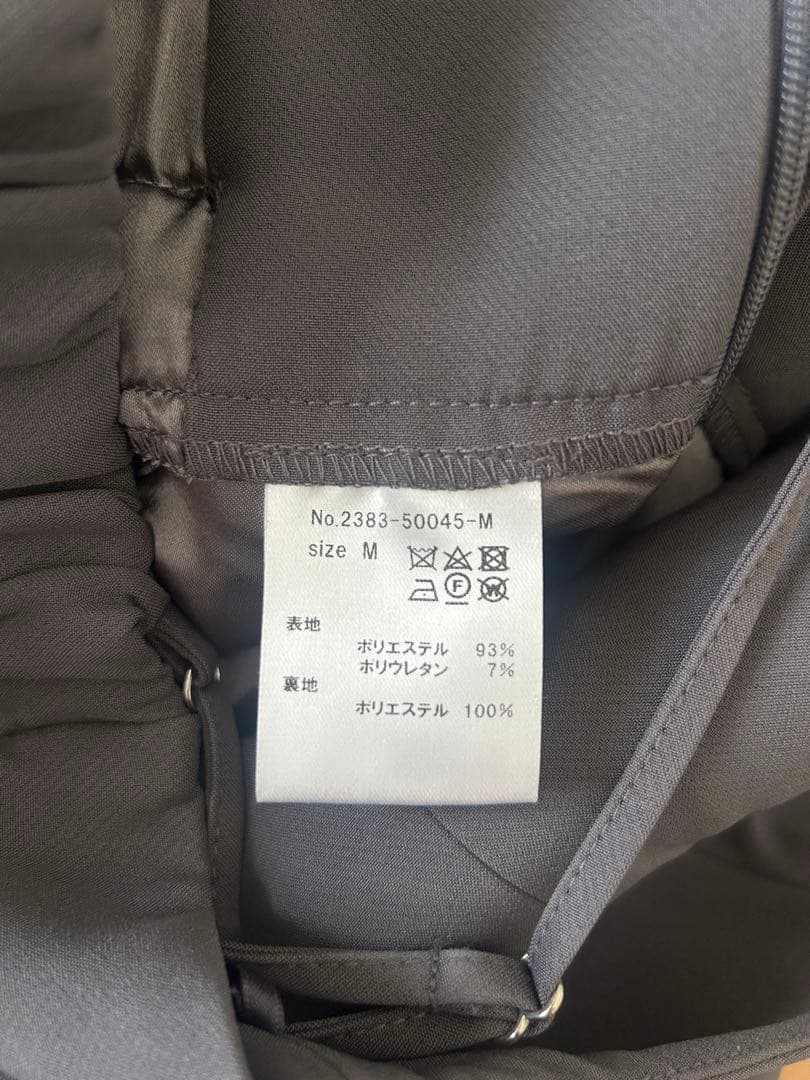 No.2383-50045-M
size M
表地
ポリエステル 93%
ポリウレタン 7%
裏地
ポリエステル 100%